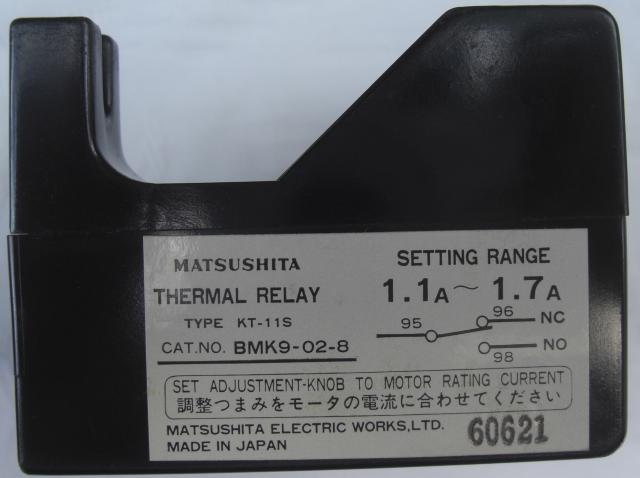 MATSUSHITA
THERMAL RELAY
TYPE KT-11S
CAT.NO. BMK9-02-8
SETTING RANGE
1.1A～1.7A
95
96
NC
NO
98
SET ADJUSTMENT-KNOB TO MOTOR RATING CURRENT
調整つまみをモータの電流に合わせてください
MATSUSHITA ELECTRIC WORKS,LTD.
MADE IN JAPAN
60621